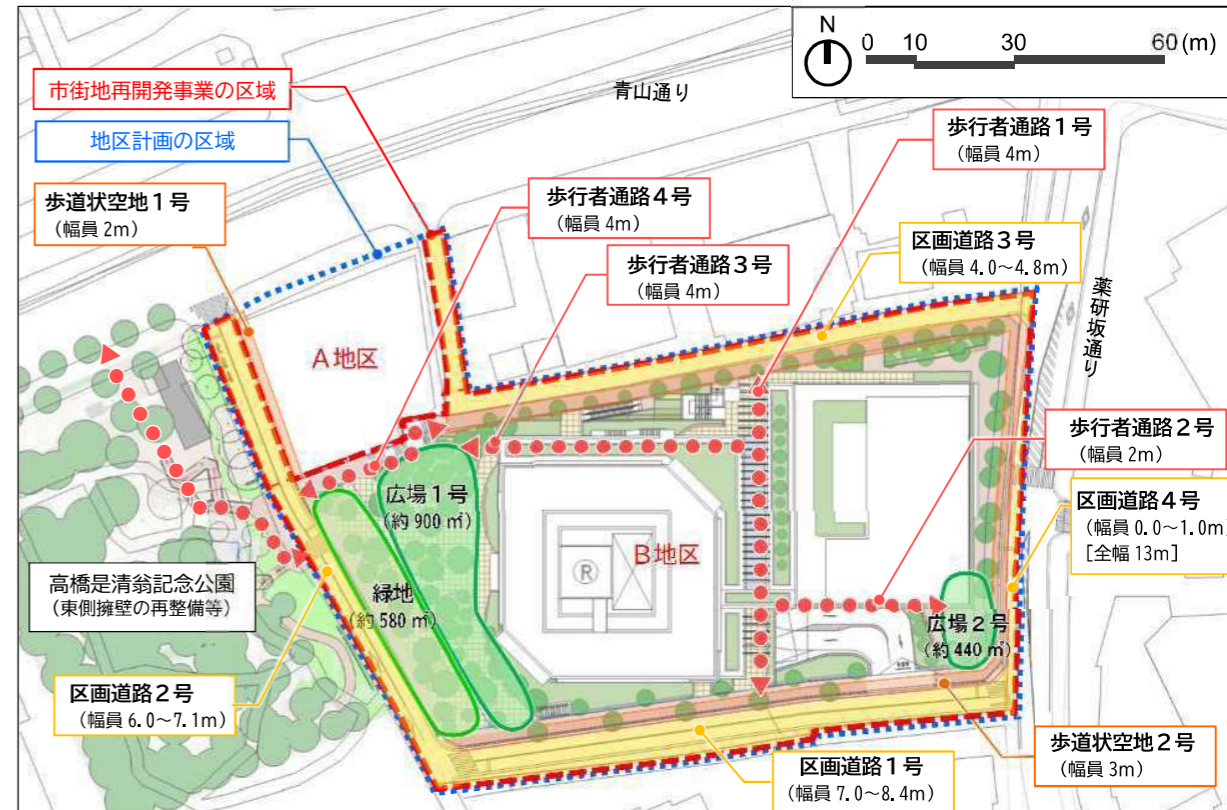 N
0 10 30 60(m)
青山通り
市街地再開発事業の区域
地区計画の区域
歩行者通路1号
(幅員 4m)
歩道状空地1号
(幅員 2m)
歩行者通路4号
(幅員 4m)
区画道路3号
(幅員 4.0~4.8m)
歩行者通路3号
(幅員 4m)
薬研坂通り
A地区
歩行者通路2号
(幅員 2m)
広場1号
(約 900 ㎡)
区画道路4号
(幅員 0.0~1.0m)
[全幅 13m]
B地区
R
高橋是清翁記念公園
(東側擁壁の再整備等)
緑地
(約 580 ㎡)
広場2号
(約 440 ㎡)
区画道路2号
(幅員 6.0~7.1m)
歩道状空地2号
(幅員 3m)
区画道路1号
(幅員 7.0~8.4m)